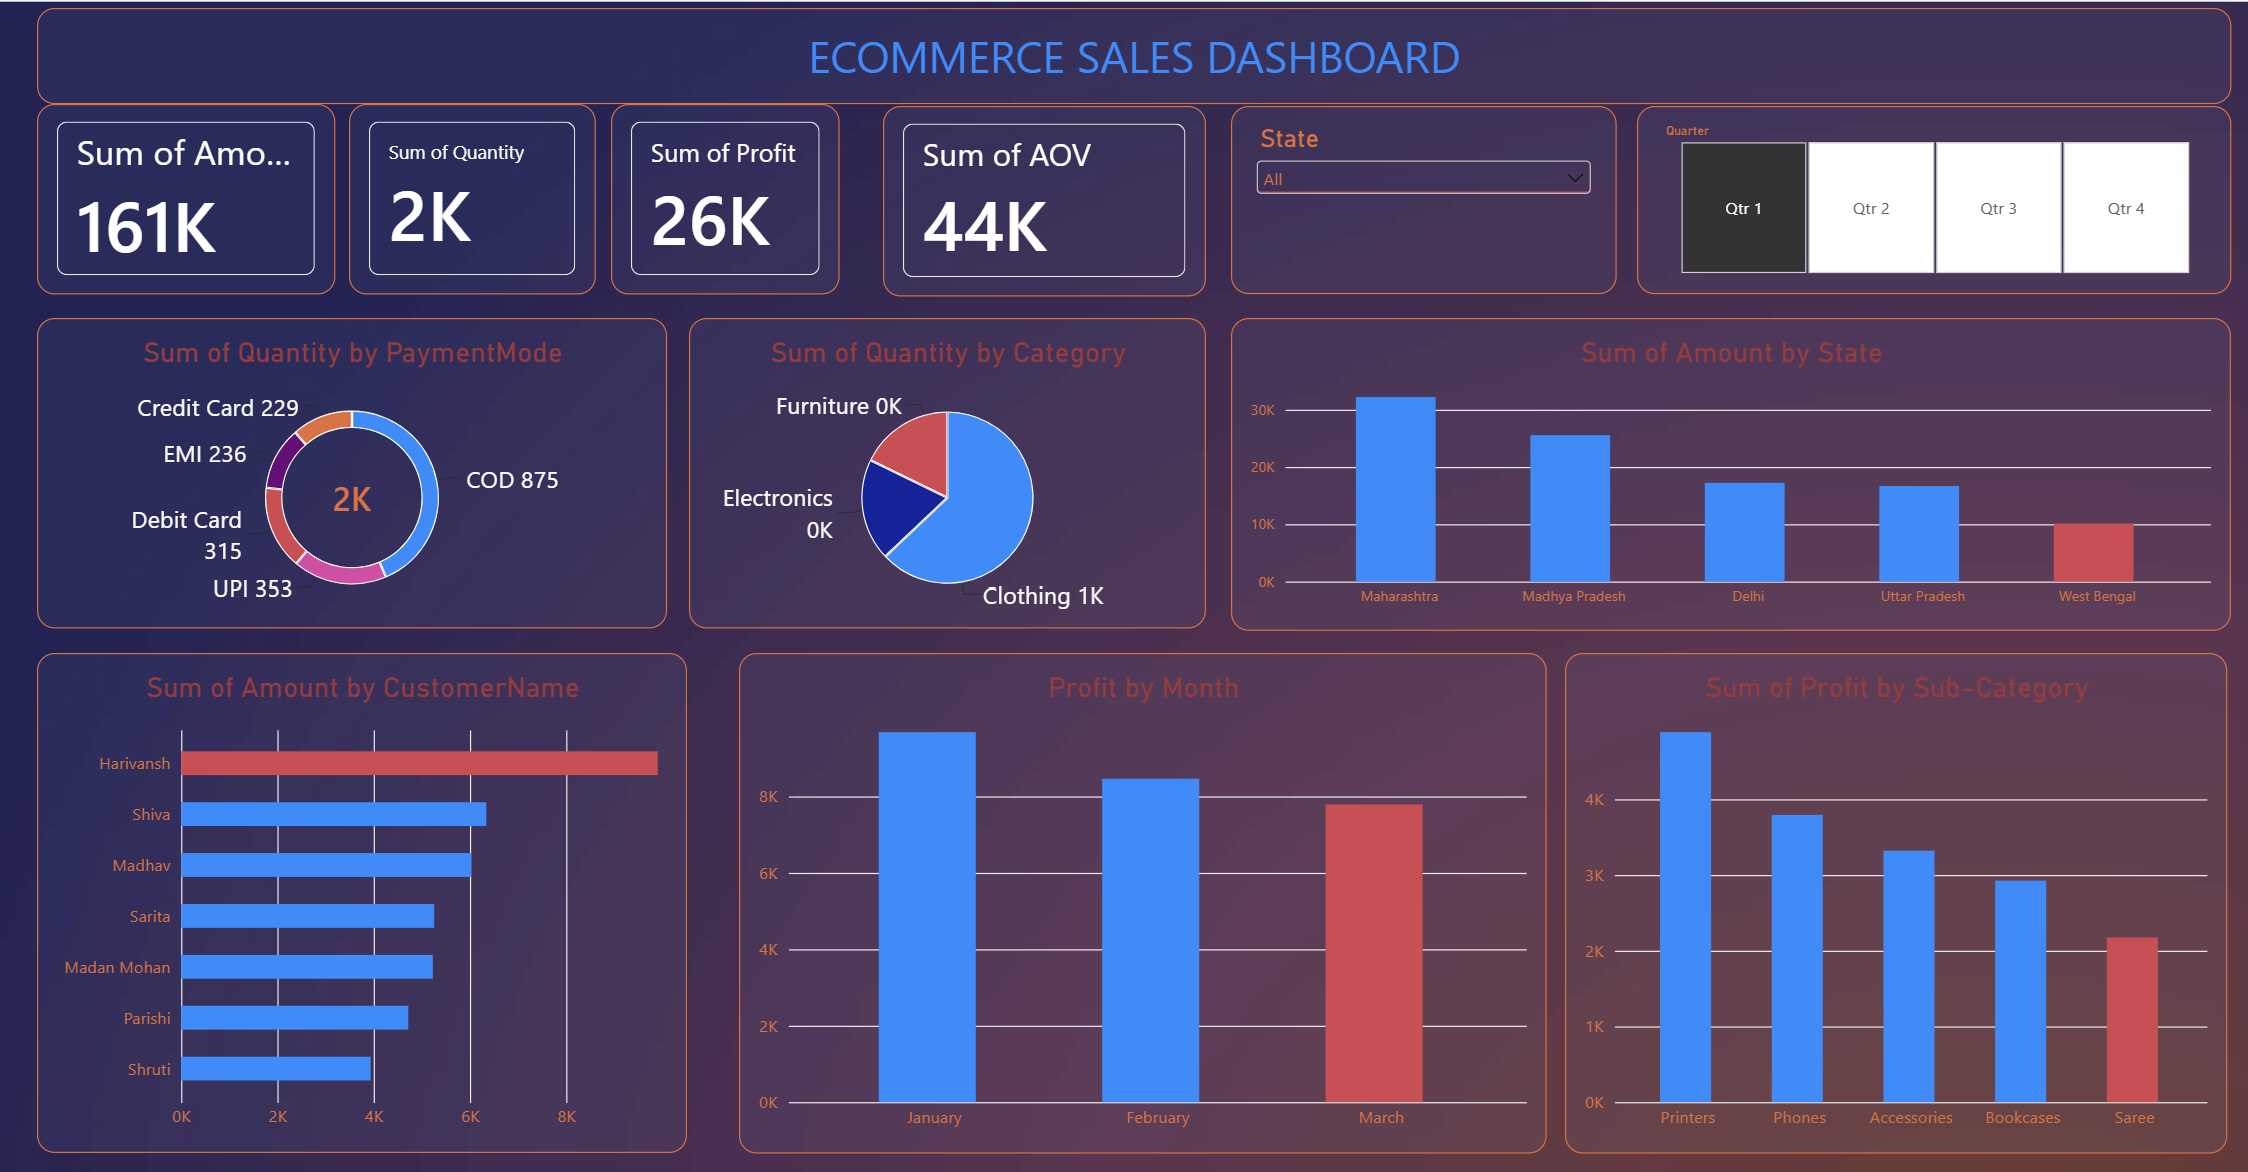 ECOMMERCE SALES DASHBOARD
Sum of Amo...
161K
Sum of Quantity
2K
Sum of Profit
26K
Sum of AOV
44K
State
All
Quarter
Qtr 1
Qtr 2
Qtr 3
Qtr 4
Sum of Quantity by PaymentMode
Credit Card 229
EMI 236
COD 875
2K
Debit Card
315
UPI 353
Sum of Quantity by Category
Furniture 0K
Electronics
0K
Clothing 1K
Sum of Amount by State
30K
20K
10K
0K
Maharashtra
Madhya Pradesh
Delhi
Uttar Pradesh
West Bengal
Sum of Amount by CustomerName
Harivansh
Shiva
Madhav
Sarita
Madan Mohan
Parishi
Shruti
0K
2K
4K
6K
8K
Profit by Month
8K
6K
4K
2K
0K
January
February
March
Sum of Profit by Sub-Category
4K
3K
2K
1K
0K
Printers
Phones
Accessories
Bookcases
Saree